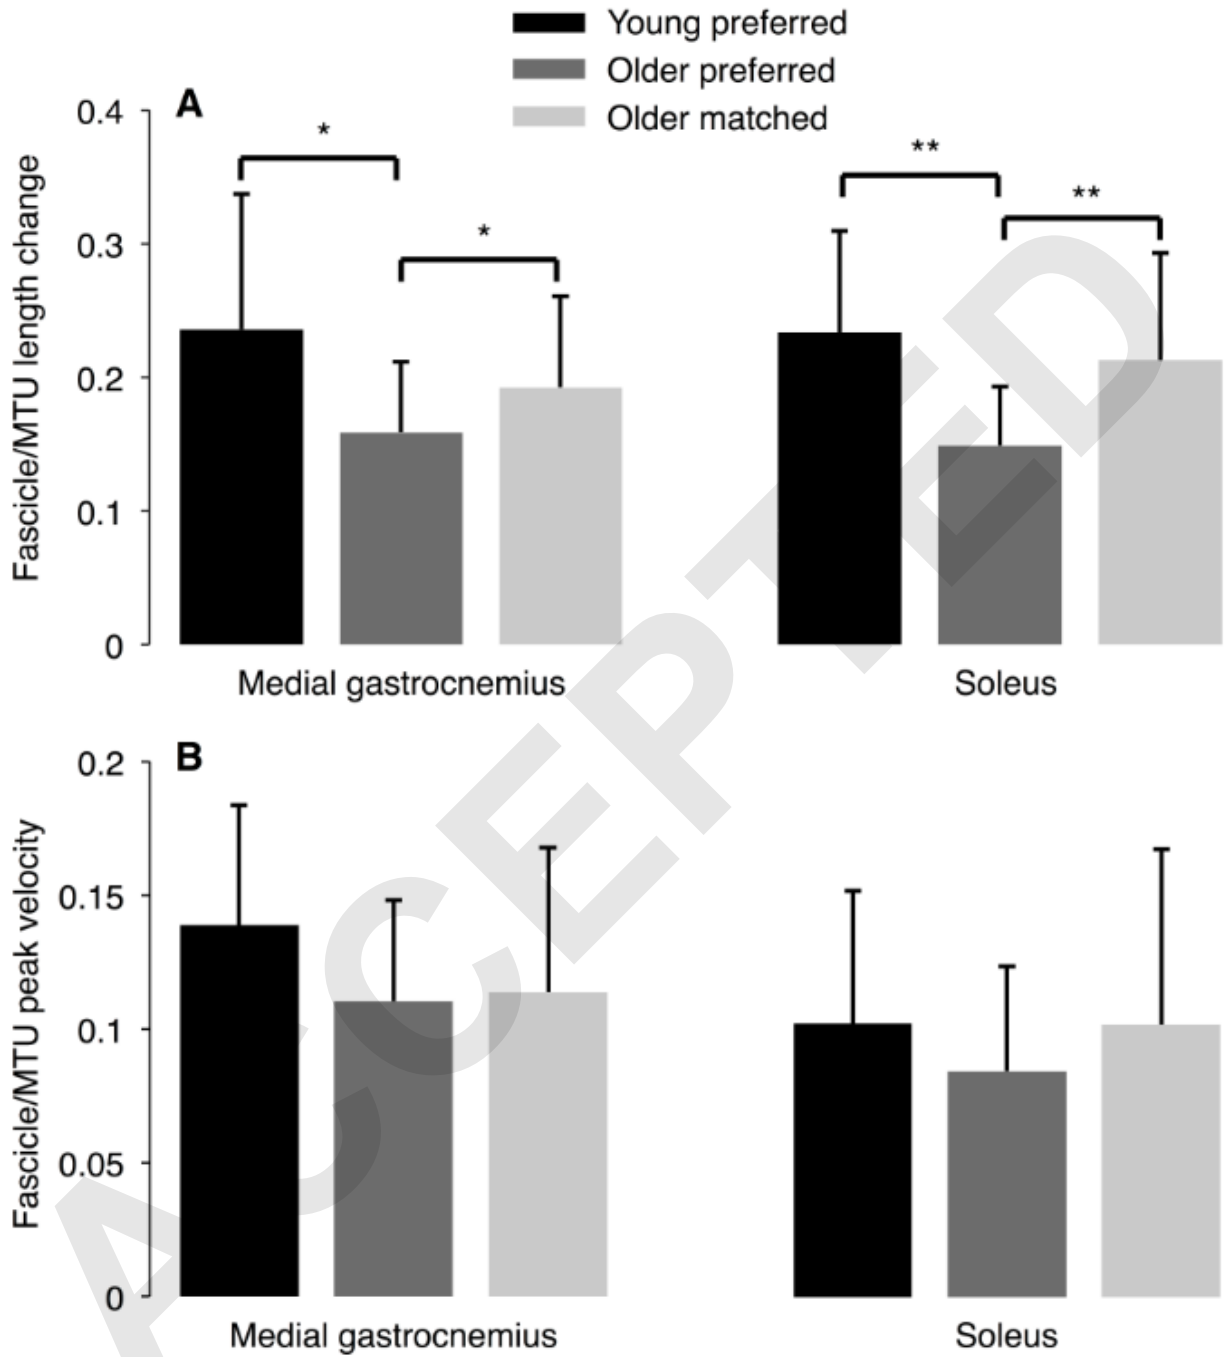 Young preferred
Older preferred
Older matched
A
0.4
0.3
0.2
0.1
0
Fascicle/MTU length change
*
*
**
**
Medial gastrocnemius
Soleus
B
0.2
0.15
0.1
0.05
0
Fascicle/MTU peak velocity
Medial gastrocnemius
Soleus
ACCEPTED